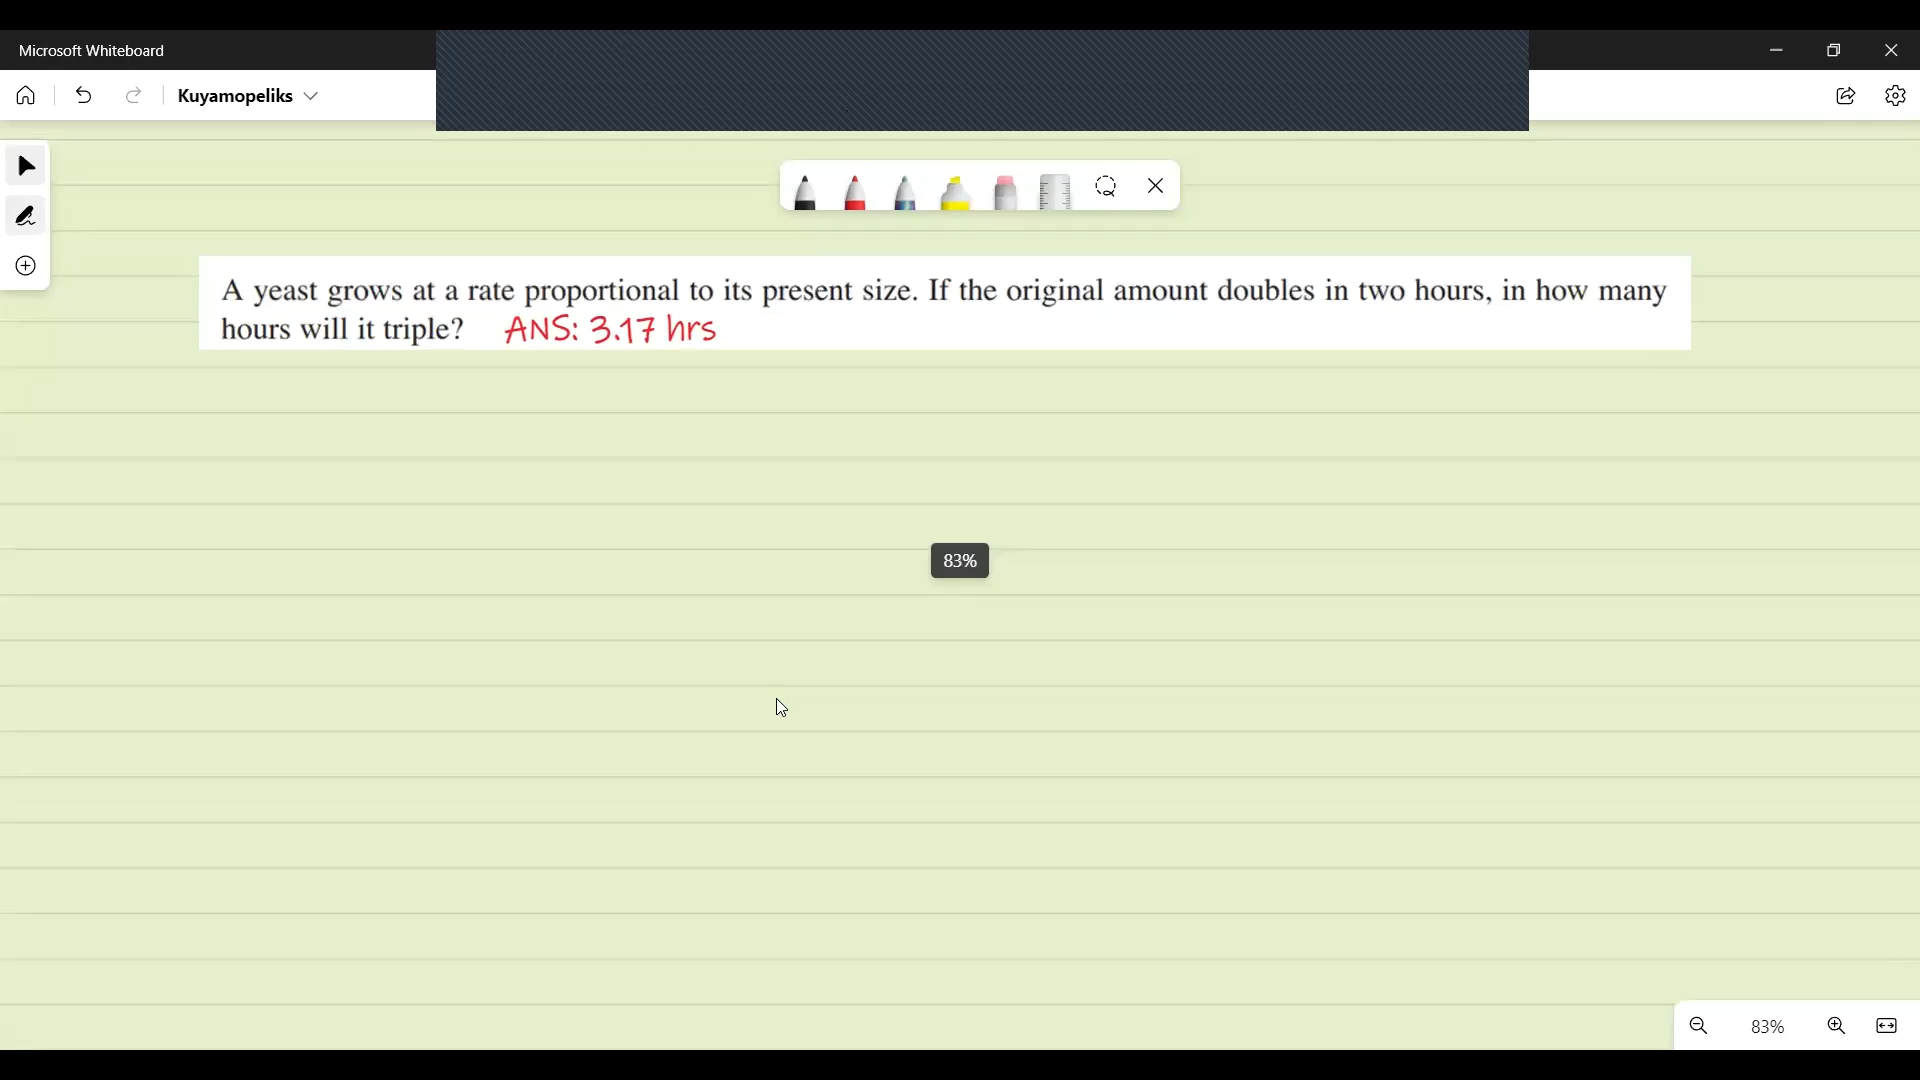 Microsoft Whiteboard
Kuyamopeliks
A yeast grows at a rate proportional to its present size. If the original amount doubles in two hours, in how many
hours will it triple? ANS: 3.17 hrs
83%
83%